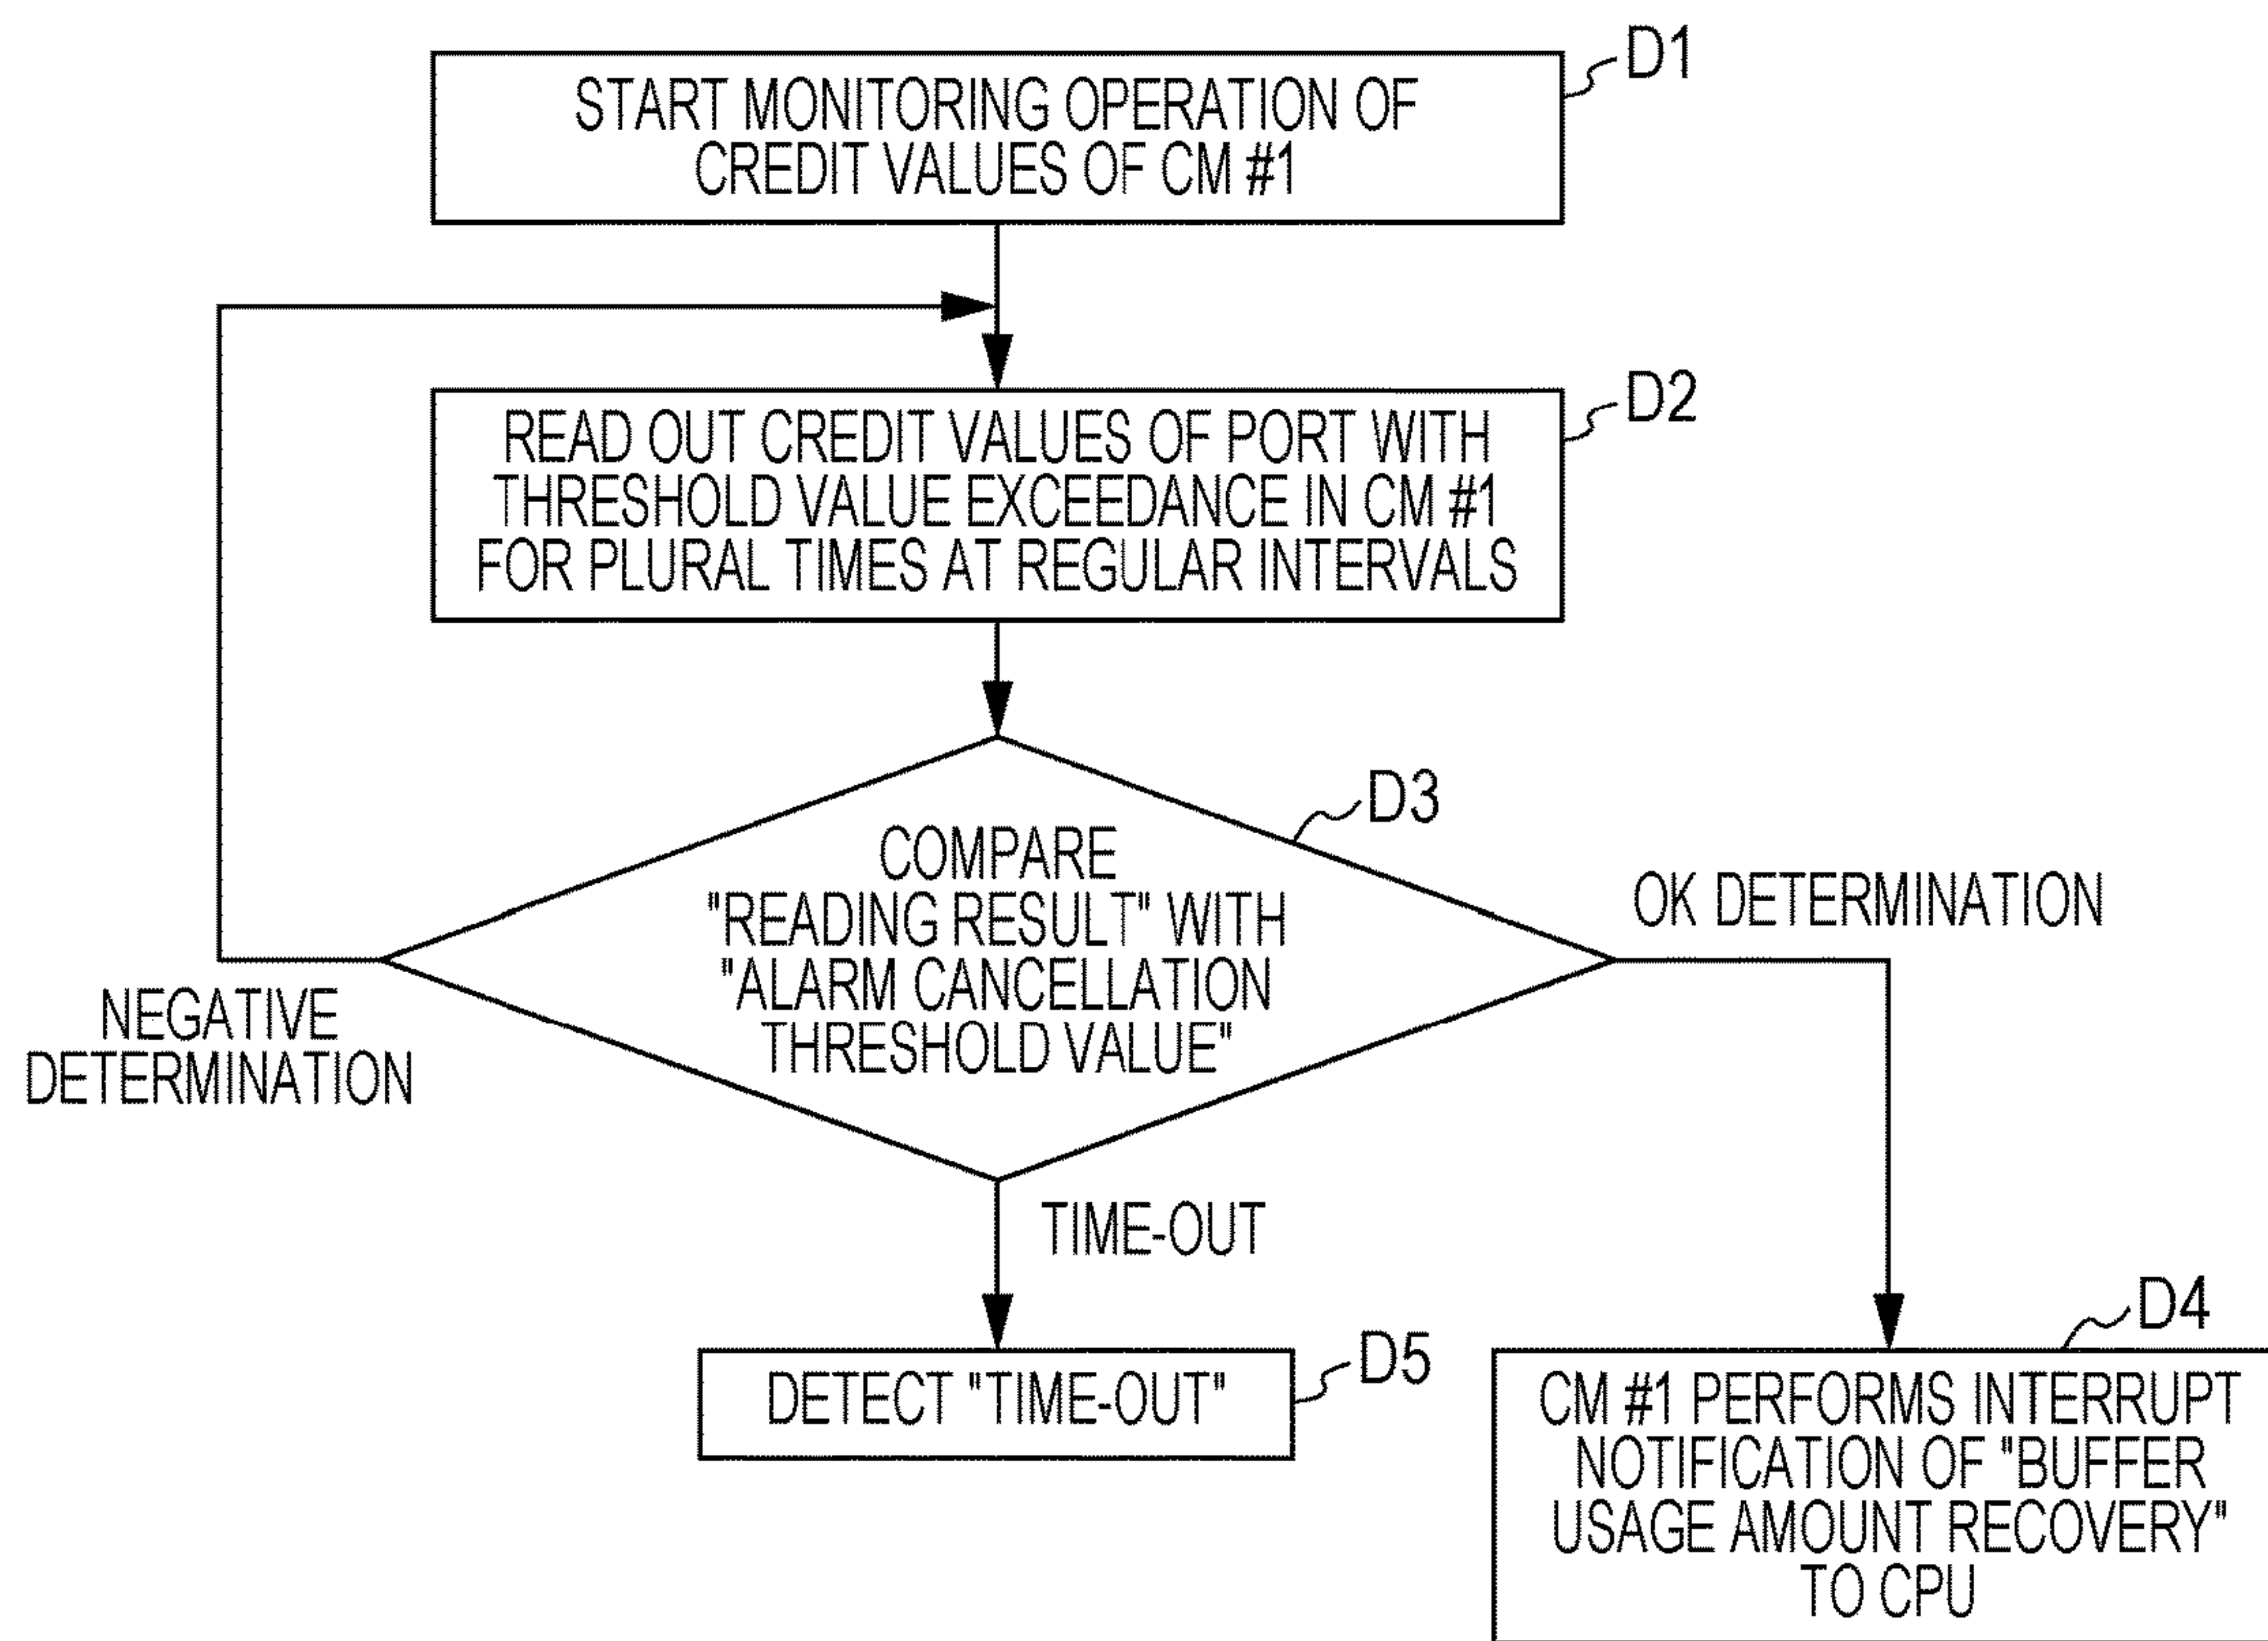 D1
START MONITORING OPERATION OF
CREDIT VALUES OF CM #1
D2
READ OUT CREDIT VALUES OF PORT WITH
THRESHOLD VALUE EXCEEDANCE IN CM #1
FOR PLURAL TIMES AT REGULAR INTERVALS
D3
COMPARE
"READING RESULT" WITH
"ALARM CANCELLATION
THRESHOLD VALUE"
OK DETERMINATION
NEGATIVE
DETERMINATION
TIME-OUT
D5
DETECT "TIME-OUT"
D4
CM #1 PERFORMS INTERRUPT
NOTIFICATION OF "BUFFER
USAGE AMOUNT RECOVERY"
TO CPU